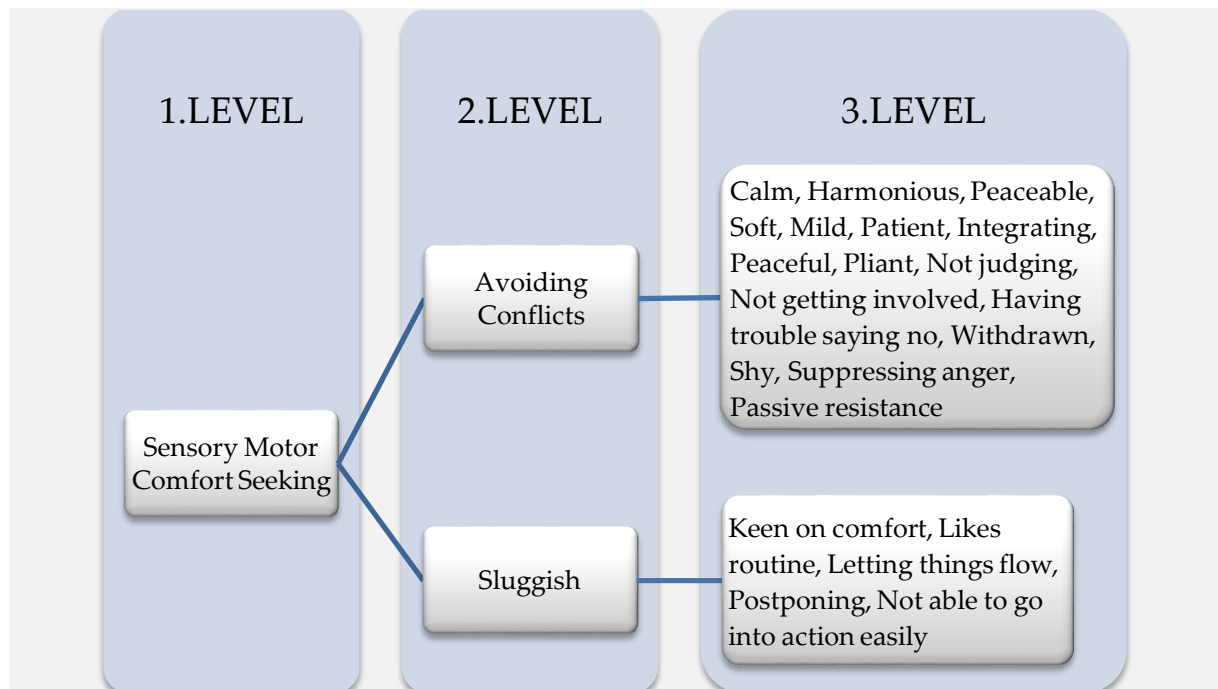 1.LEVEL
2.LEVEL
3.LEVEL
Sensory Motor
Comfort Seeking
Avoiding
Conflicts
Sluggish
Calm, Harmonious, Peaceable,
Soft, Mild, Patient, Integrating,
Peaceful, Pliant, Not judging,
Not getting involved, Having
trouble saying no, Withdrawn,
Shy, Suppressing anger,
Passive resistance
Keen on comfort, Likes
routine, Letting things flow,
Postponing, Not able to go
into action easily